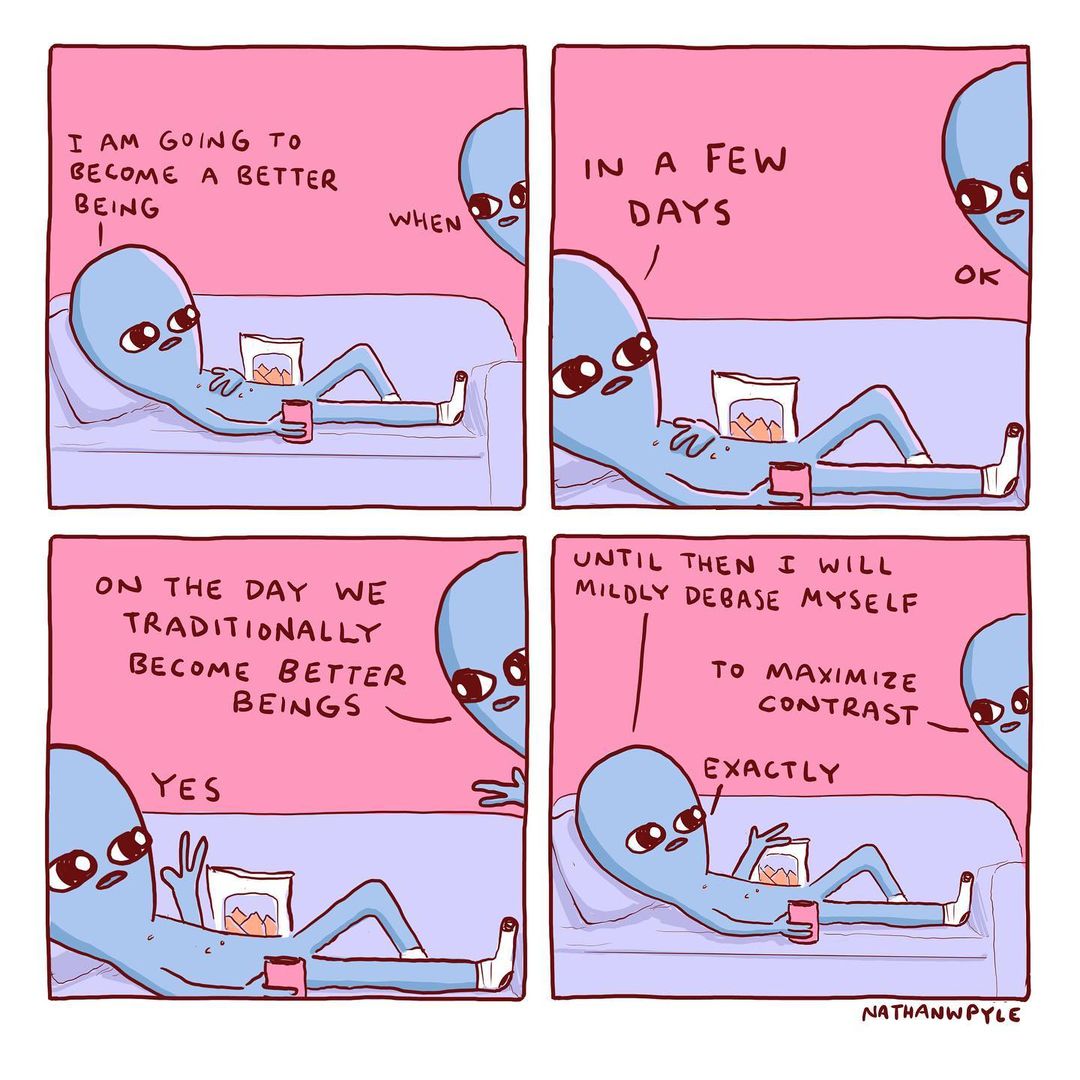 I AM GOING TO
BECOME A BETTER
BEING
WHEN
IN A FEW
DAYS
OK
ON THE DAY WE
TRADITIONALLY
BECOME BETTER
BEINGS
YES
UNTIL THEN I WILL
MILDLY DEBASE MYSELF
TO MAXIMIZE
CONTRAST
EXACTLY
NATHANWPYLE